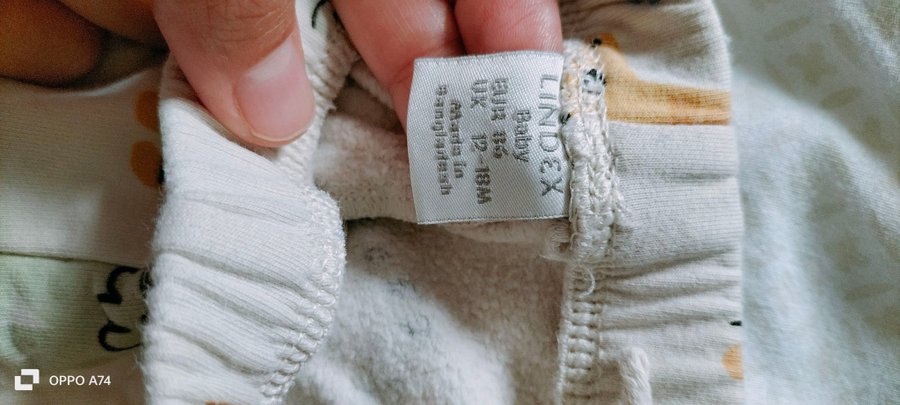 LINDEX
Baby
EUR 86
UK 12-18M
Made in
Bangladesh
OPPO A74